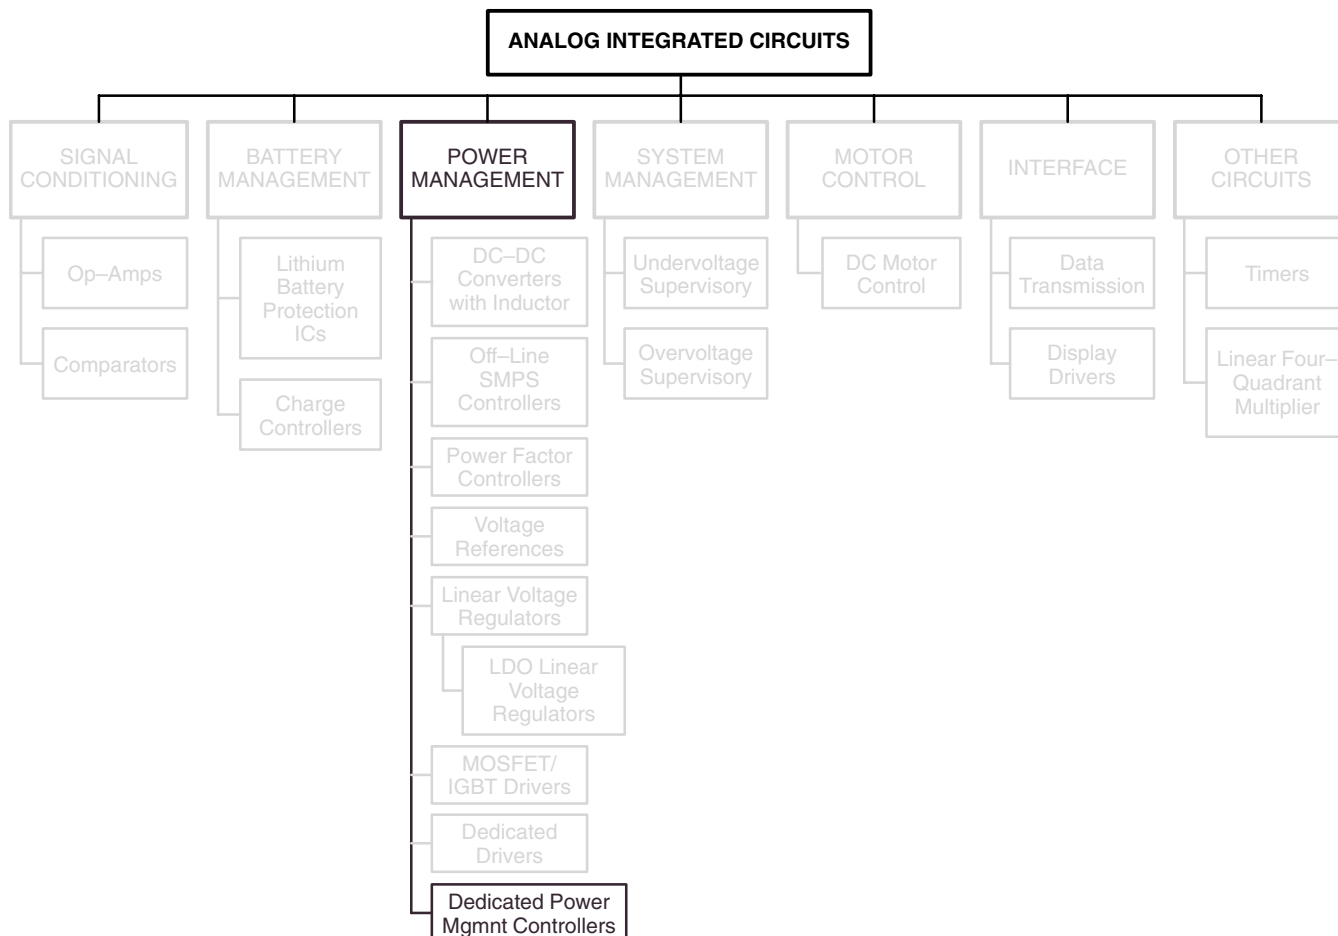 ANALOG INTEGRATED CIRCUITS
SIGNAL
CONDITIONING
Op–Amps
Comparators
BATTERY
MANAGEMENT
Lithium
Battery
Protection
ICs
Charge
Controllers
POWER
MANAGEMENT
DC–DC
Converters
with Inductor
Off–Line
SMPS
Controllers
Power Factor
Controllers
Voltage
References
Linear Voltage
Regulators
LDO Linear
Voltage
Regulators
MOSFET/
IGBT Drivers
Dedicated
Drivers
Dedicated Power
Mgmnt Controllers
SYSTEM
MANAGEMENT
Undervoltage
Supervisory
Overvoltage
Supervisory
MOTOR
CONTROL
DC Motor
Control
INTERFACE
Data
Transmission
Display
Drivers
OTHER
CIRCUITS
Timers
Linear Four–
Quadrant
Multiplier